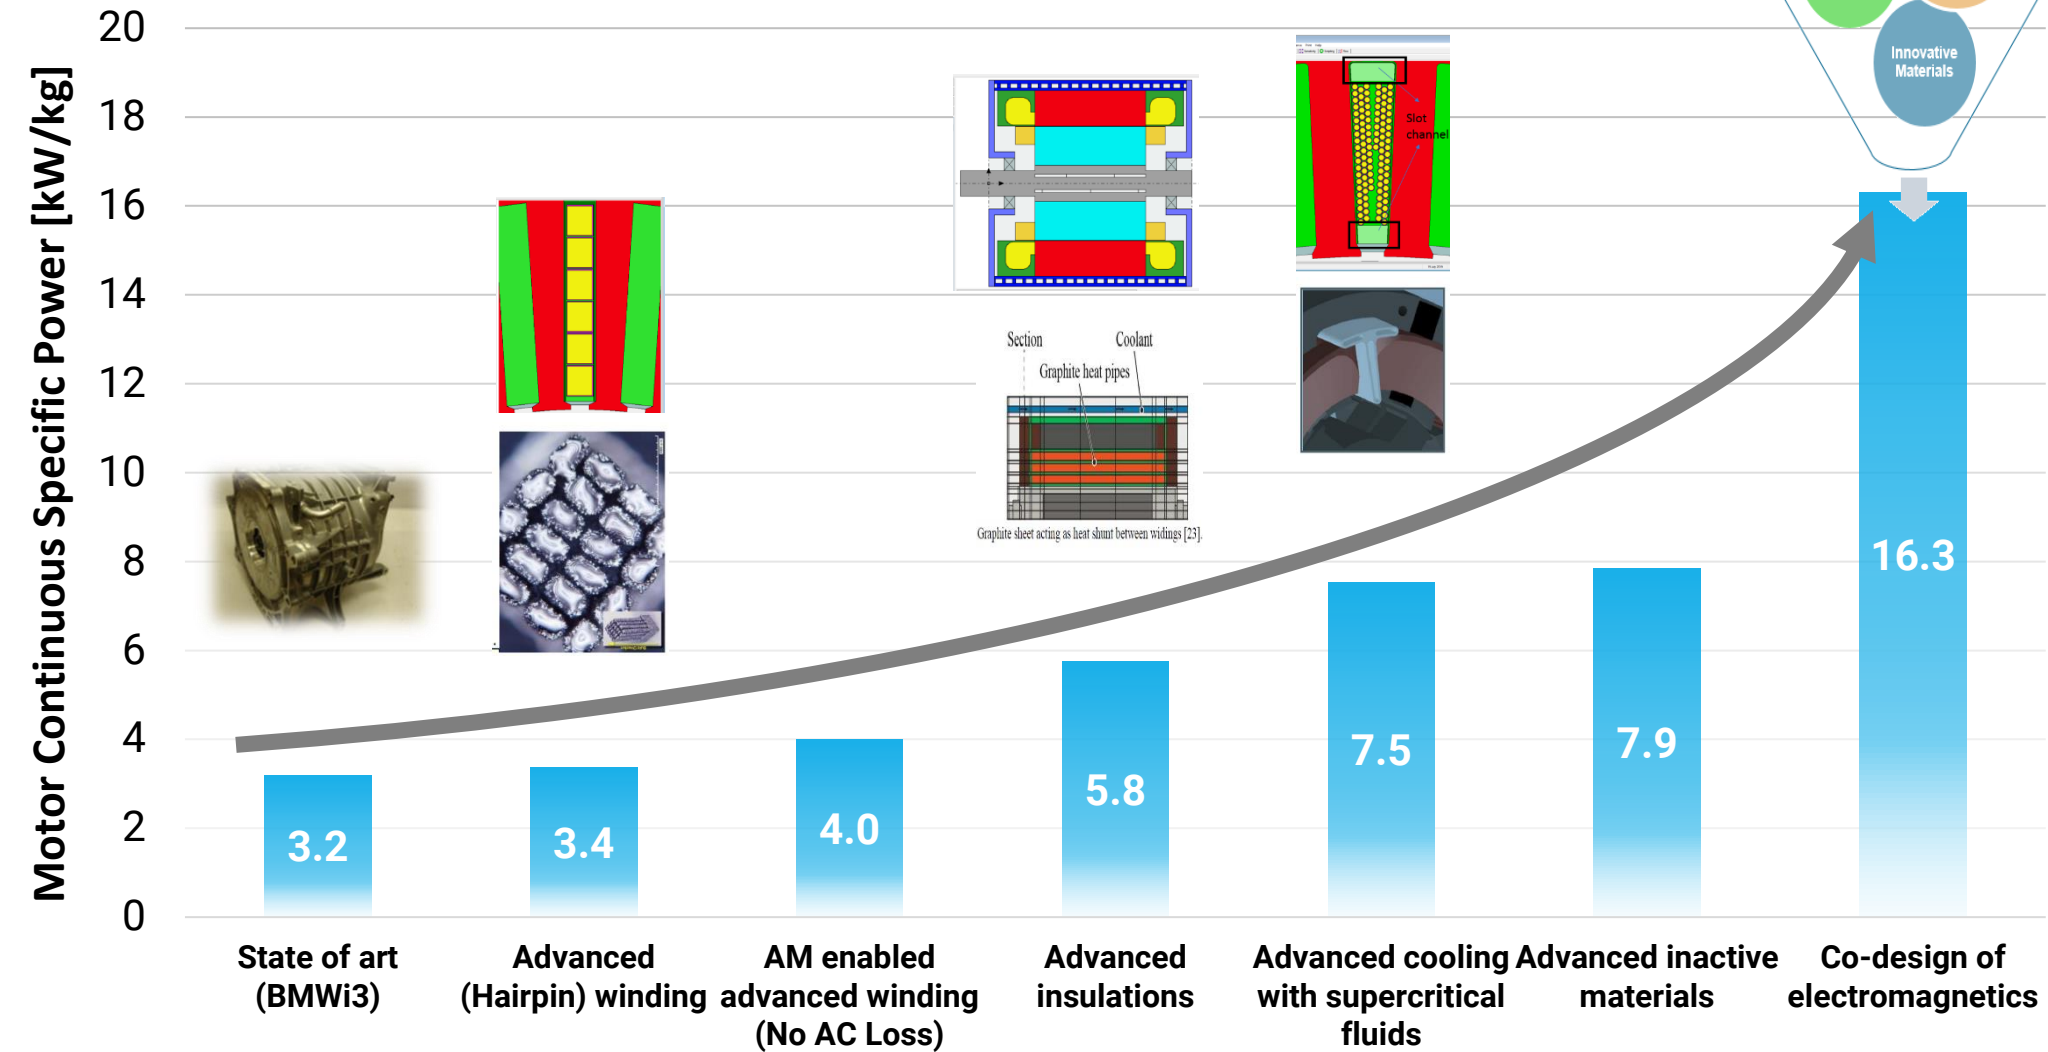 Motor Continuous Specific Power [kW/kg]
20
18
16
14
12
10
8
6
4
2
0
Innovative
Materials
Slot
channel
Section
Coolant
Graphite heat pipes
Graphite sheet acting as heat shunt between widings [23].
3.2
3.4
4.0
5.8
7.5
7.9
16.3
State of art
(BMWi3)
Advanced
(Hairpin) winding
AM enabled
advanced winding
(No AC Loss)
Advanced
insulations
Advanced cooling
with supercritical
fluids
Advanced inactive
materials
Co-design of
electromagnetics